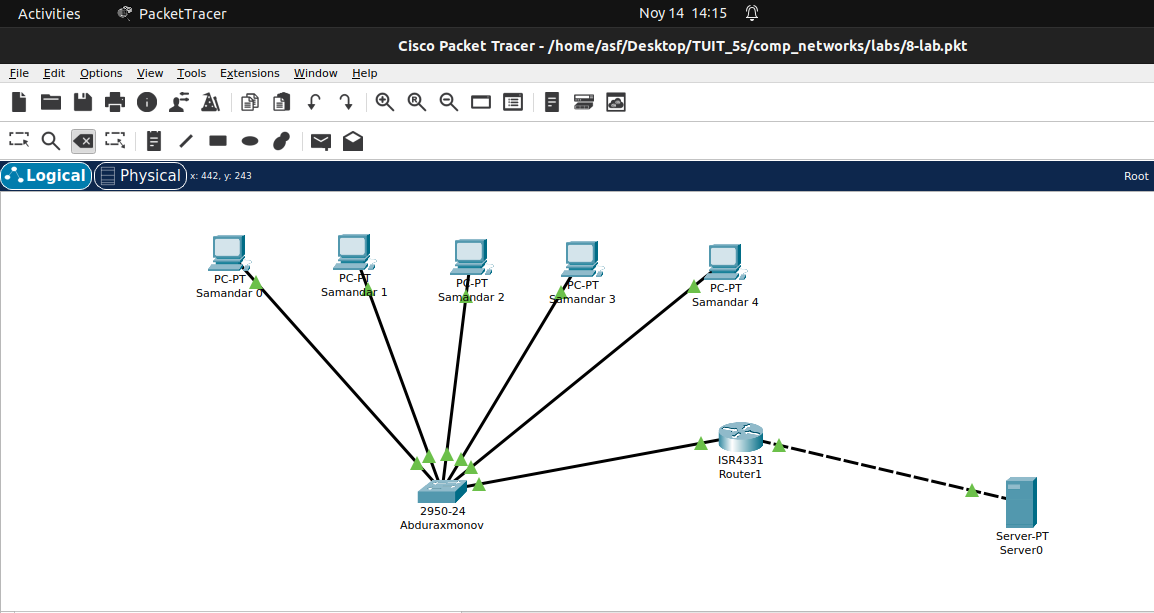 Activities PacketTracer Noy 14 14:15
Cisco Packet Tracer - /home/asf/Desktop/TUIT_5s/comp_networks/labs/8-lab.pkt
File Edit Options View Tools Extensions Window Help
Logical Physical x: 442, y: 243 Root
PC-PT
Samandar 0
PC-PT
Samandar 1
PC-PT
Samandar 2
PC-PT
Samandar 3
PC-PT
Samandar 4
ISR4331
Router1
2950-24
Abduraxmonov
Server-PT
Server0